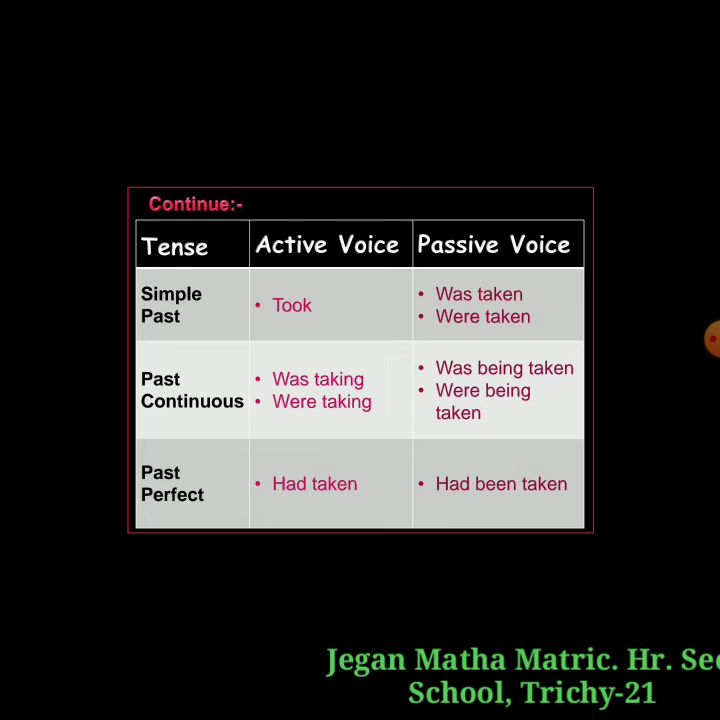 Continue:-
Tense Active Voice Passive Voice
Simple Past
• Took
• Was taken
• Were taken
Past Continuous
• Was taking
• Were taking
• Was being taken
• Were being taken
Past Perfect
• Had taken
• Had been taken
Jegan Matha Matric. Hr.
School, Trichy-21